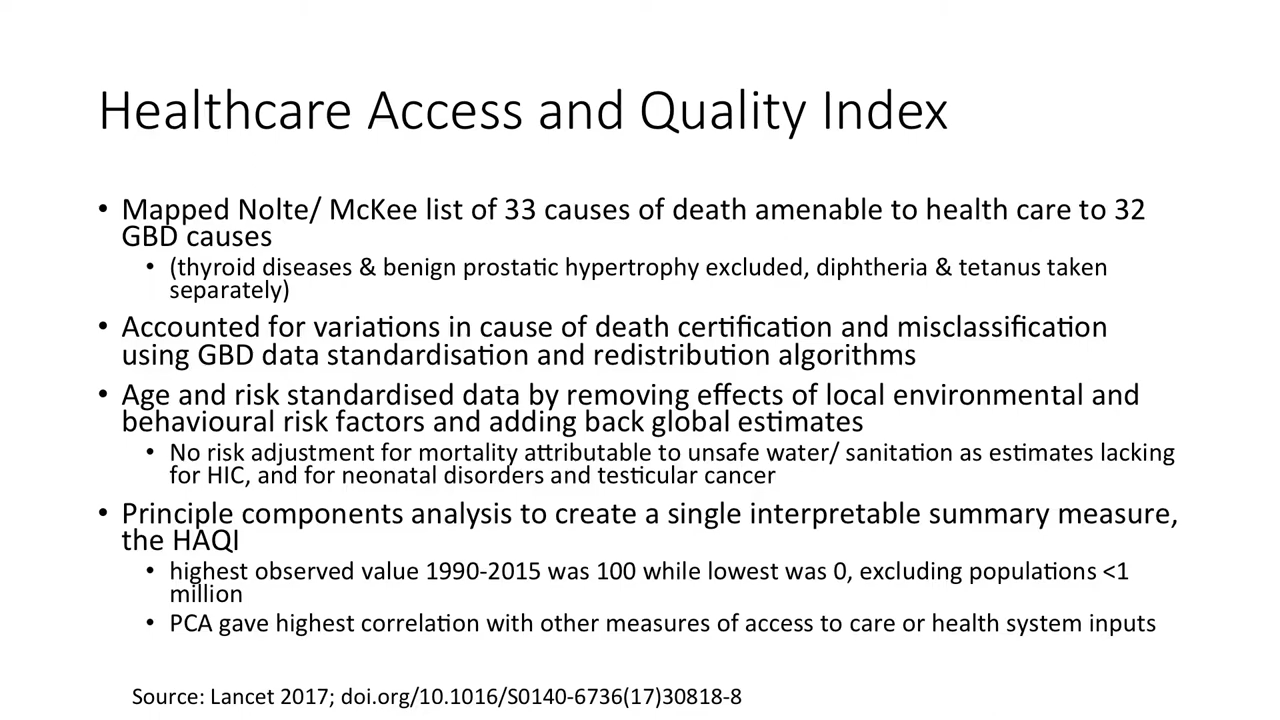 Healthcare Access and Quality Index
• Mapped Nolte/ McKee list of 33 causes of death amenable to health care to 32
GBD causes
• (thyroid diseases & benign prostatic hypertrophy excluded, diphtheria & tetanus taken
separately)
• Accounted for variations in cause of death certification and misclassification
using GBD data standardisation and redistribution algorithms
• Age and risk standardised data by removing effects of local environmental and
behavioural risk factors and adding back global estimates
• No risk adjustment for mortality attributable to unsafe water/ sanitation as estimates lacking
for HIC, and for neonatal disorders and testicular cancer
• Principle components analysis to create a single interpretable summary measure,
the HAQI
• highest observed value 1990-2015 was 100 while lowest was 0, excluding populations <1
million
• PCA gave highest correlation with other measures of access to care or health system inputs
Source: Lancet 2017; doi.org/10.1016/S0140-6736(17)30818-8